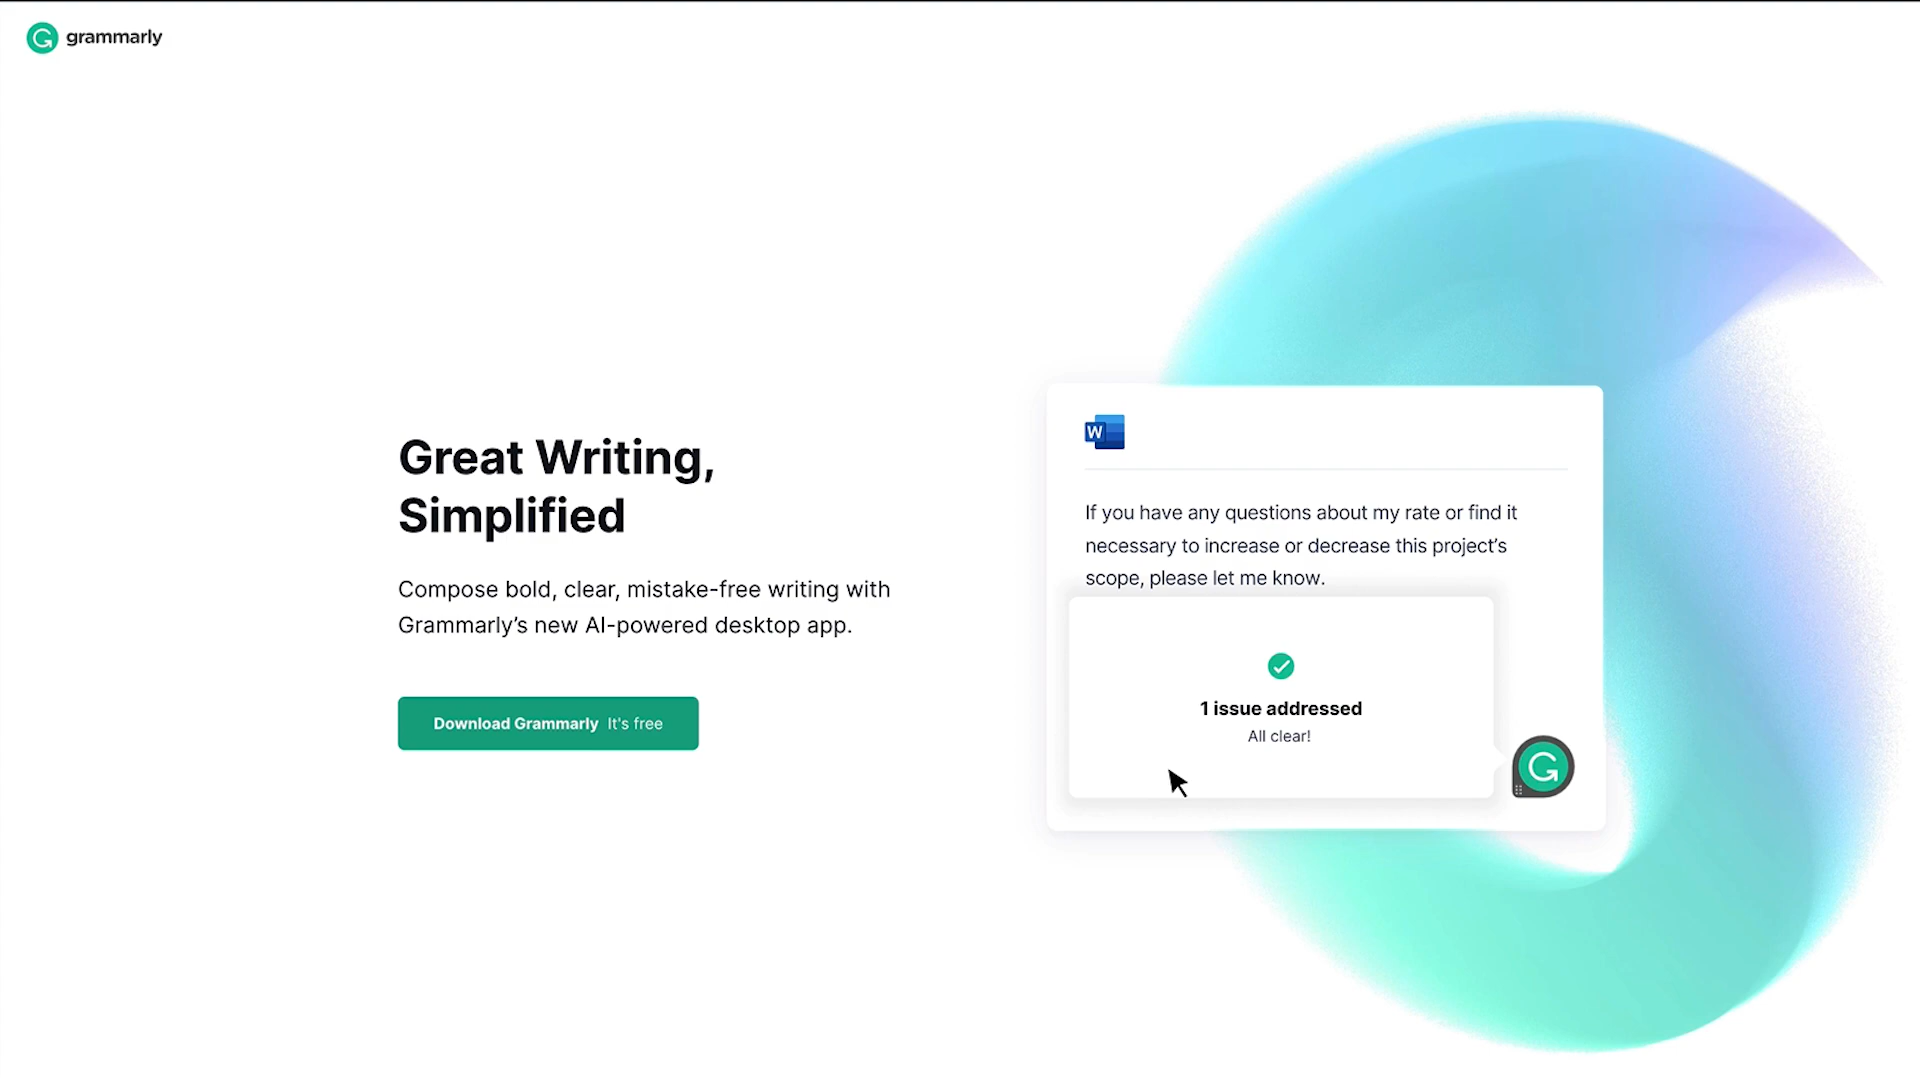 grammarly
Great Writing,
Simplified
Compose bold, clear, mistake-free writing with
Grammarly’s new AI-powered desktop app.
Download Grammarly It's free
W
If you have any questions about my rate or find it
necessary to increase or decrease this project’s
scope, please let me know.
1 issue addressed
All clear!